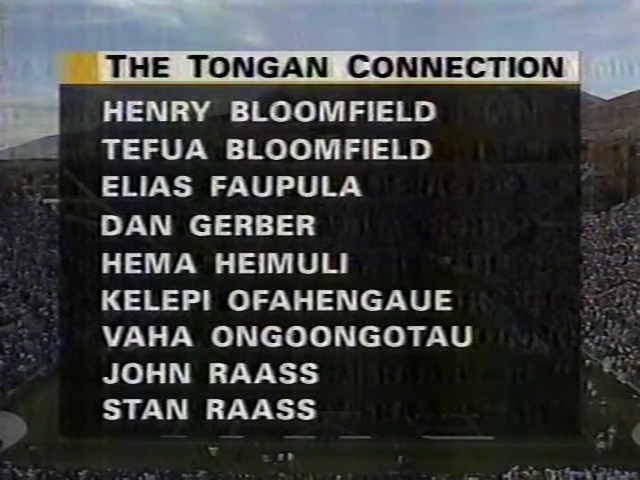 THE TONGAN CONNECTION
HENRY BLOOMFIELD
TEFUA BLOOMFIELD
ELIAS FAUPULA
DAN GERBER
HEMA HEIMULI
KELEPI OFAHENGAUE
VAHA ONGOONGOTAU
JOHN RAASS
STAN RAASS